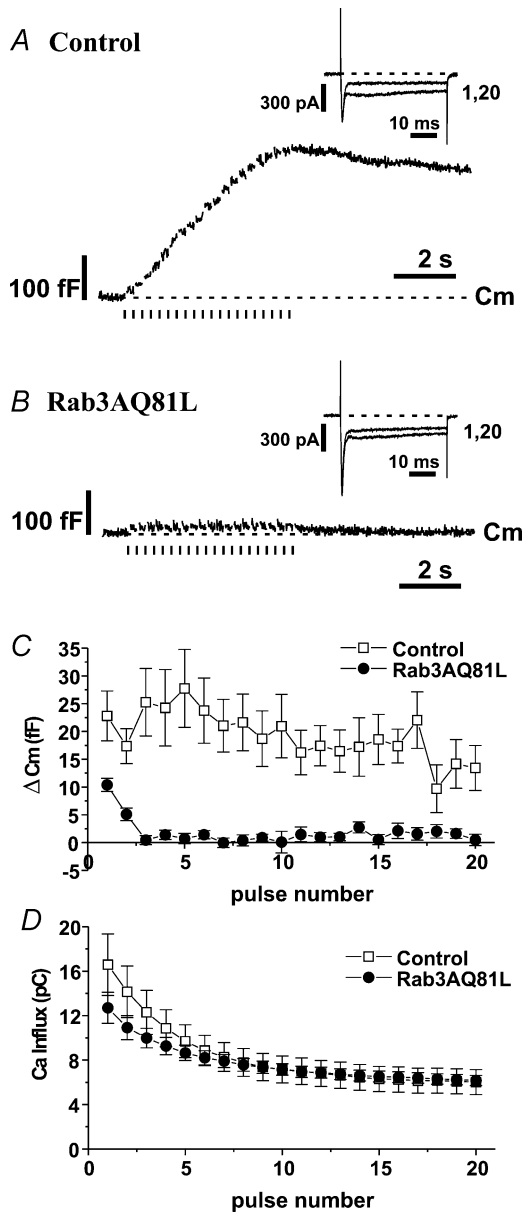 A Control
300 pA
1,20
10 ms
2 s
100 fF
Cm
B Rab3AQ81L
300 pA
1,20
10 ms
100 fF
Cm
2 s
C
Control
Rab3AQ81L
35
30
25
20
15
10
5
0
-5
Δ Cm (fF)
0 5 10 15 20
pulse number
D
Control
Rab3AQ81L
20
16
12
8
4
0
Ca Influx (pC)
0 5 10 15 20
pulse number